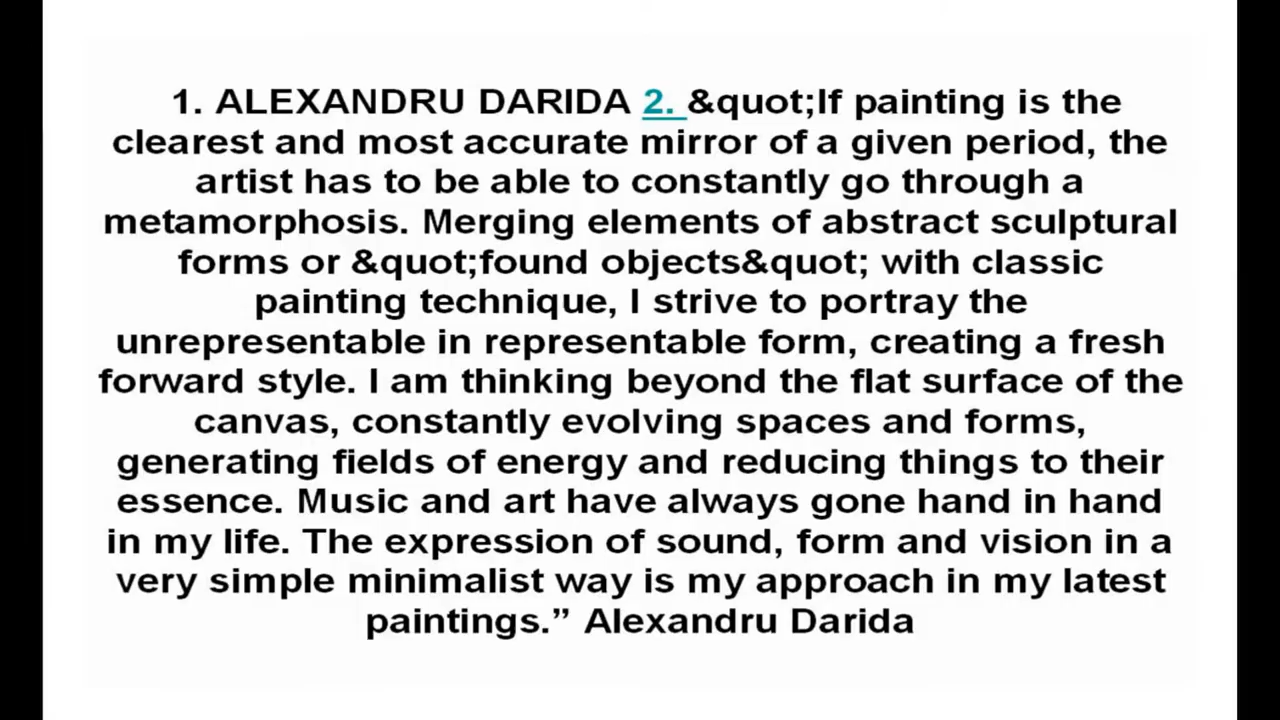 1. ALEXANDRU DARIDA 2. &quot;If painting is the
clearest and most accurate mirror of a given period, the
artist has to be able to constantly go through a
metamorphosis. Merging elements of abstract sculptural
forms or &quot;found objects&quot; with classic
painting technique, I strive to portray the
unrepresentable in representable form, creating a fresh
forward style. I am thinking beyond the flat surface of the
canvas, constantly evolving spaces and forms,
generating fields of energy and reducing things to their
essence. Music and art have always gone hand in hand
in my life. The expression of sound, form and vision in a
very simple minimalist way is my approach in my latest
paintings.” Alexandru Darida